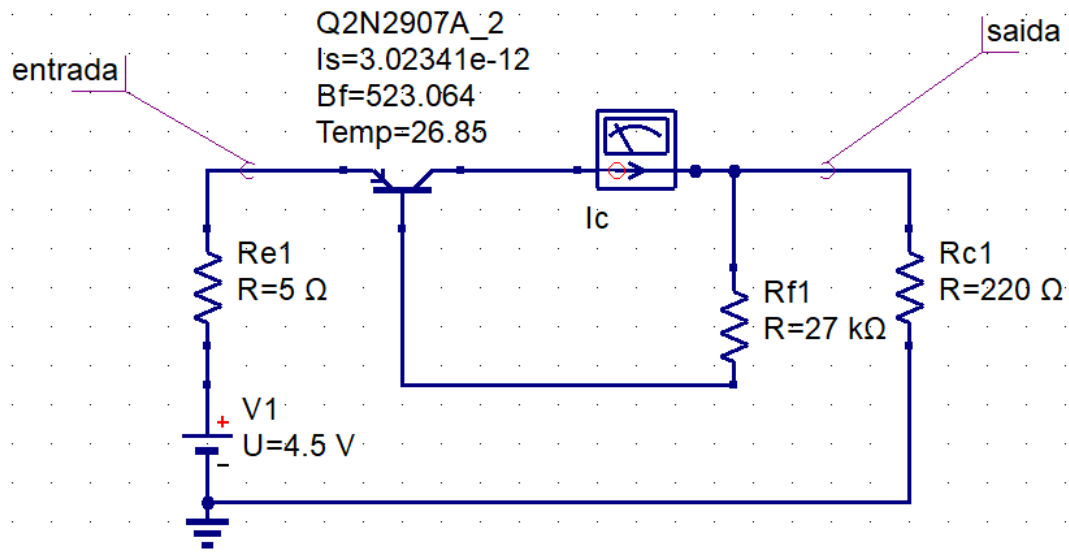 Q2N2907A_2
Is=3.02341e-12
Bf=523.064
Temp=26.85
entrada
saida
Ic
Re1
R=5 Ω
Rf1
R=27 kΩ
Rc1
R=220 Ω
V1
U=4.5 V
+
-